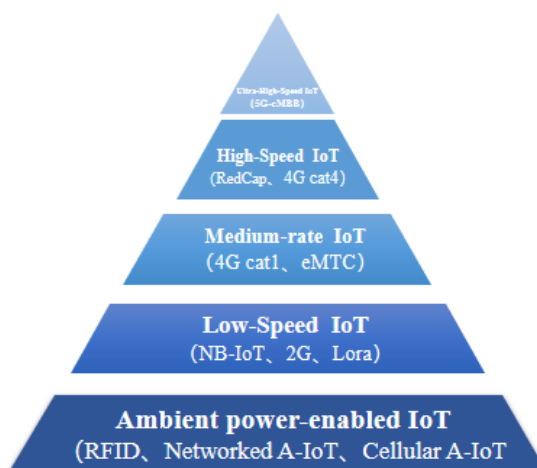 Ultra-High-Speed IoT
(5G-eMBB)
High-Speed IoT
(RedCap、4G cat4)
Medium-rate IoT
(4G cat1、eMTC)
Low-Speed IoT
(NB-IoT、2G、Lora)
Ambient power-enabled IoT
(RFID、Networked A-IoT、Cellular A-IoT